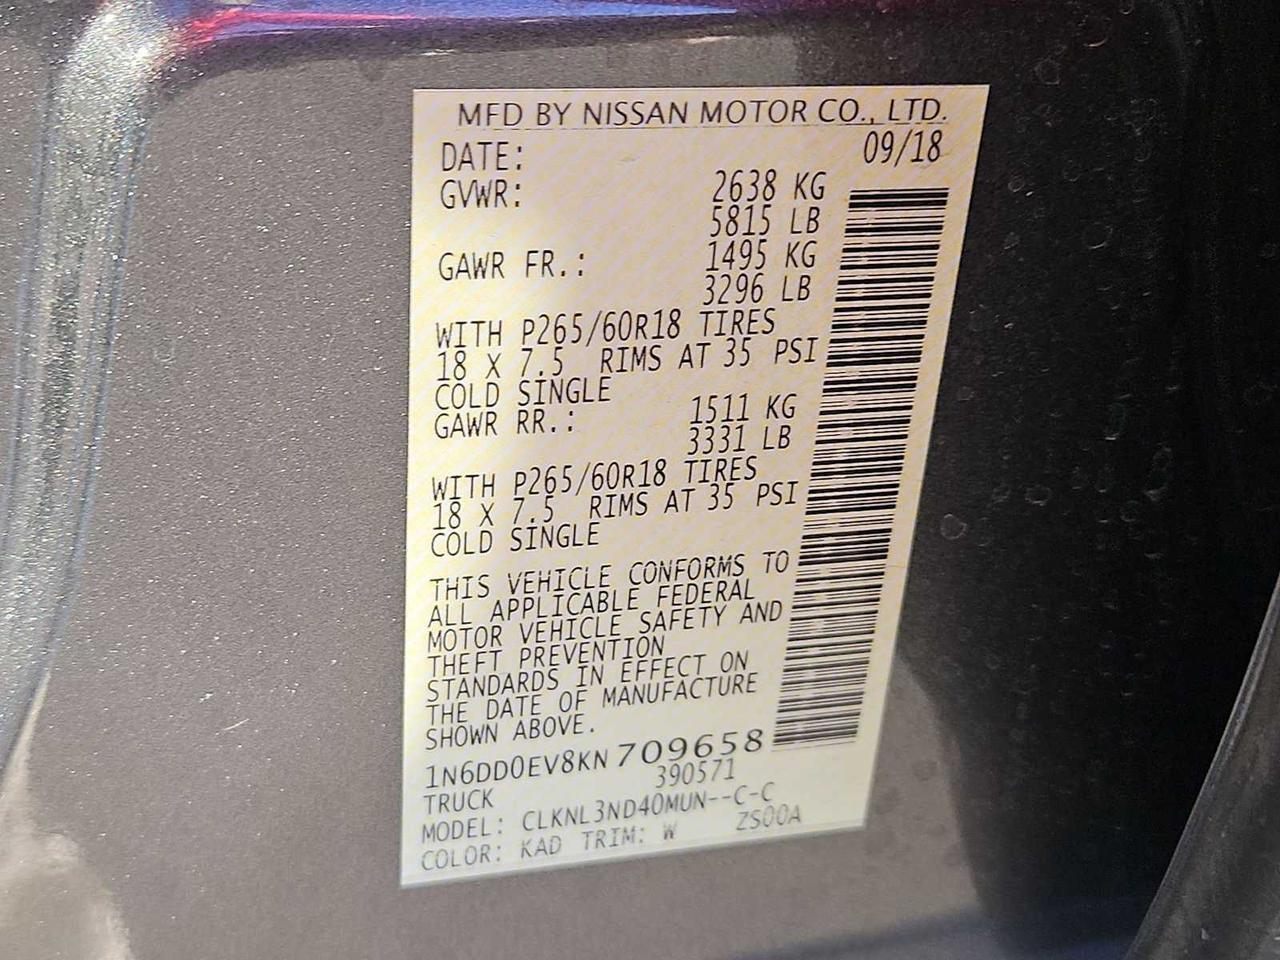 MFD BY NISSAN MOTOR CO., LTD.
DATE: 09/18
GVWR: 2638 KG
5815 LB
GAWR FR.: 1495 KG
3296 LB
WITH P265/60R18 TIRES
18 X 7.5 RIMS AT 35 PSI
COLD SINGLE
GAWR RR.: 1511 KG
3331 LB
WITH P265/60R18 TIRES
18 X 7.5 RIMS AT 35 PSI
COLD SINGLE
THIS VEHICLE CONFORMS TO
ALL APPLICABLE FEDERAL
MOTOR VEHICLE SAFETY AND
THEFT PREVENTION
STANDARDS IN EFFECT ON
THE DATE OF MANUFACTURE
SHOWN ABOVE.
1N6DD0EV8KN709658
TRUCK 390571
MODEL: CLKNL3ND40MUN--C-C
COLOR: KAD TRIM: W ZS00A